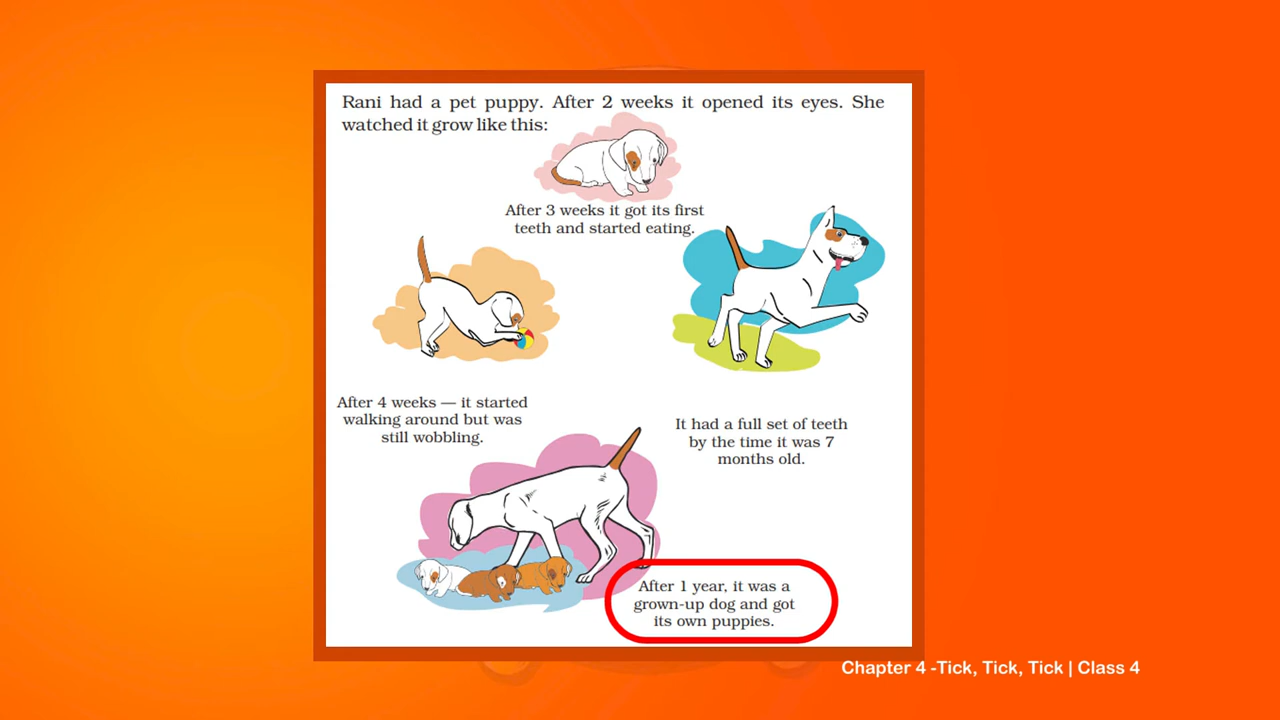 Rani had a pet puppy. After 2 weeks it opened its eyes. She
watched it grow like this:
After 3 weeks it got its first
teeth and started eating.
After 4 weeks — it started
walking around but was
still wobbling.
It had a full set of teeth
by the time it was 7
months old.
After 1 year, it was a
grown-up dog and got
its own puppies.
Chapter 4 -Tick, Tick, Tick | Class 4